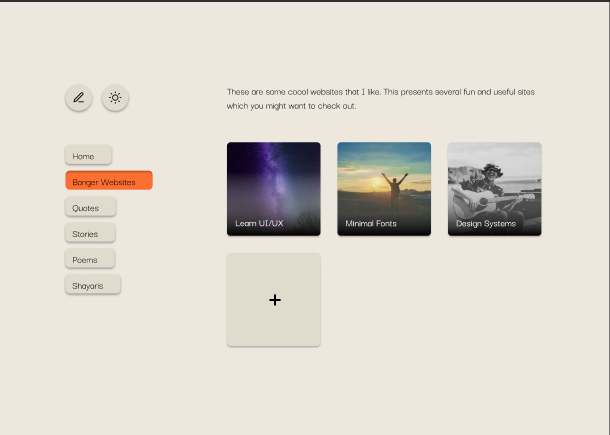 These are some coool websites that I like. This presents several fun and useful sites
which you might want to check out.
Home
Banger Websites
Quotes
Stories
Poems
Shayaris
Learn UI/UX
Minimal Fonts
Design Systems